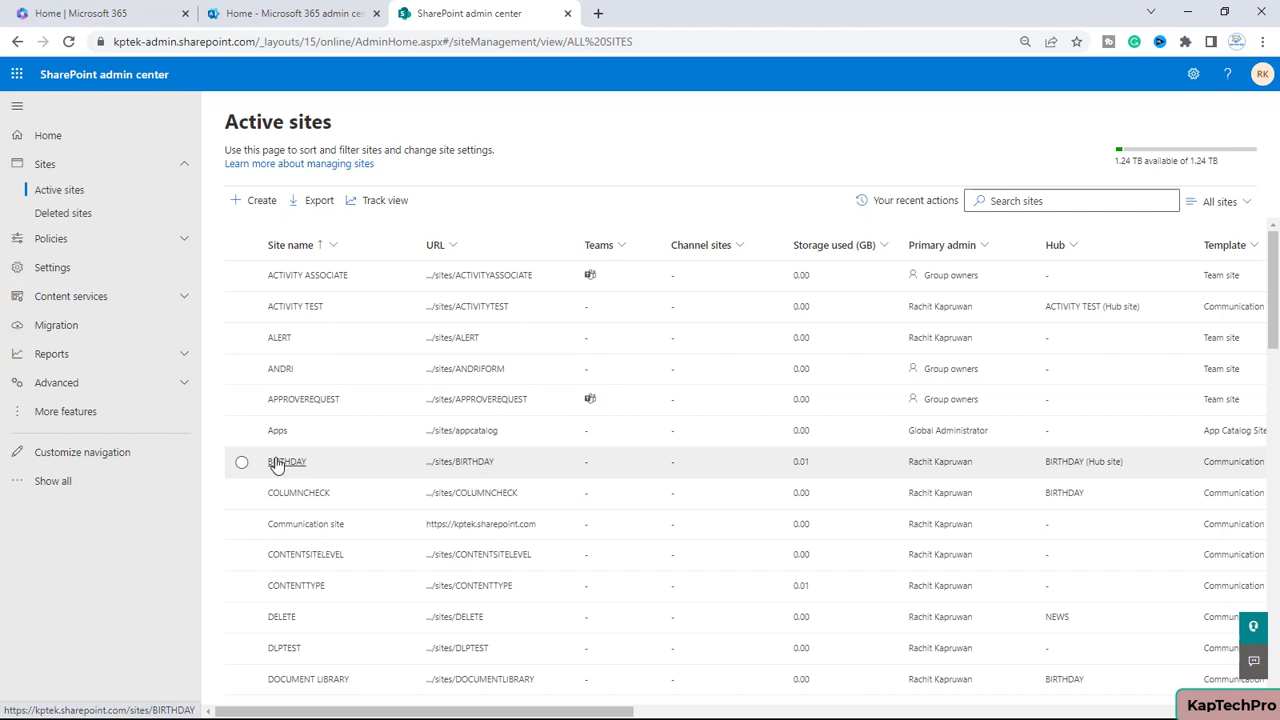 Home | Microsoft 365
Home - Microsoft 365 admin cen
SharePoint admin center
kptek-admin.sharepoint.com/_layouts/15/online/AdminHome.aspx#/siteManagement/view/ALL%20SITES
SharePoint admin center
RK
Home
Sites
Active sites
Deleted sites
Policies
Settings
Content services
Migration
Reports
Advanced
More features
Customize navigation
Show all
Active sites
Use this page to sort and filter sites and change site settings.
Learn more about managing sites
1.24 TB available of 1.24 TB
Create Export Track view Your recent actions Search sites All sites
Site name URL Teams Channel sites Storage used (GB) Primary admin Hub Template
ACTIVITY ASSOCIATE .../sites/ACTIVITYASSOCIATE - 0.00 Group owners - Team site
ACTIVITY TEST .../sites/ACTIVITYTEST - - 0.00 Rachit Kapruwan ACTIVITY TEST (Hub site) Communication
ALERT .../sites/ALERT - - 0.00 Rachit Kapruwan - Team site
ANDRI .../sites/ANDRIFORM - - 0.00 Group owners - Team site
APPROVEREQUEST .../sites/APPROVEREQUEST - 0.00 Group owners - Team site
Apps .../sites/appcatalog - - 0.00 Global Administrator - App Catalog Site
BIRTHDAY .../sites/BIRTHDAY - - 0.01 Rachit Kapruwan BIRTHDAY (Hub site) Communication
COLUMNCHECK .../sites/COLUMNCHECK - - 0.00 Rachit Kapruwan BIRTHDAY Communication
Communication site https://kptek.sharepoint.com - - 0.00 Rachit Kapruwan - Communication
CONTENTSITELEVEL .../sites/CONTENTSITELEVEL - - 0.00 Rachit Kapruwan - Communication
CONTENTTYPE .../sites/CONTENTTYPE - - 0.01 Rachit Kapruwan - Communication
DELETE .../sites/DELETE - - 0.00 Rachit Kapruwan NEWS Commun
DLPTEST .../sites/DLPTEST - - 0.00 Rachit Kapruwan - Commun
DOCUMENT LIBRARY .../sites/DOCUMENTLIBRARY - - 0.00 Rachit Kapruwan BIRTHDAY Commun
https://kptek.sharepoint.com/sites/BIRTHDAY
KapTechPro